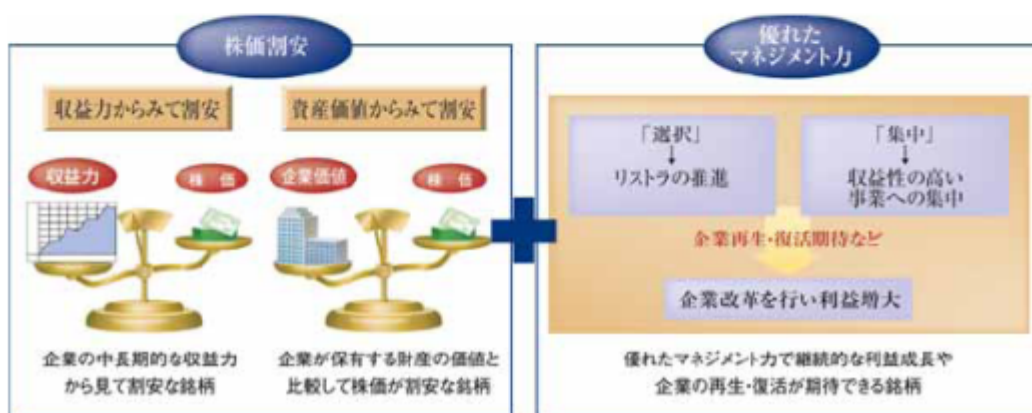 株価割安
収益力からみて割安
資産価値からみて割安
収益力
株価
企業価値
株価
企業の中長期的な収益力
から見て割安な銘柄
企業が保有する財産の価値と
比較して株価が割安な銘柄
優れた
マネジメント力
「選択」
リストラの推進
「集中」
収益性の高い
事業への集中
企業再生・復活期待など
企業改革を行い利益増大
優れたマネジメント力で継続的な利益成長や
企業の再生・復活が期待できる銘柄